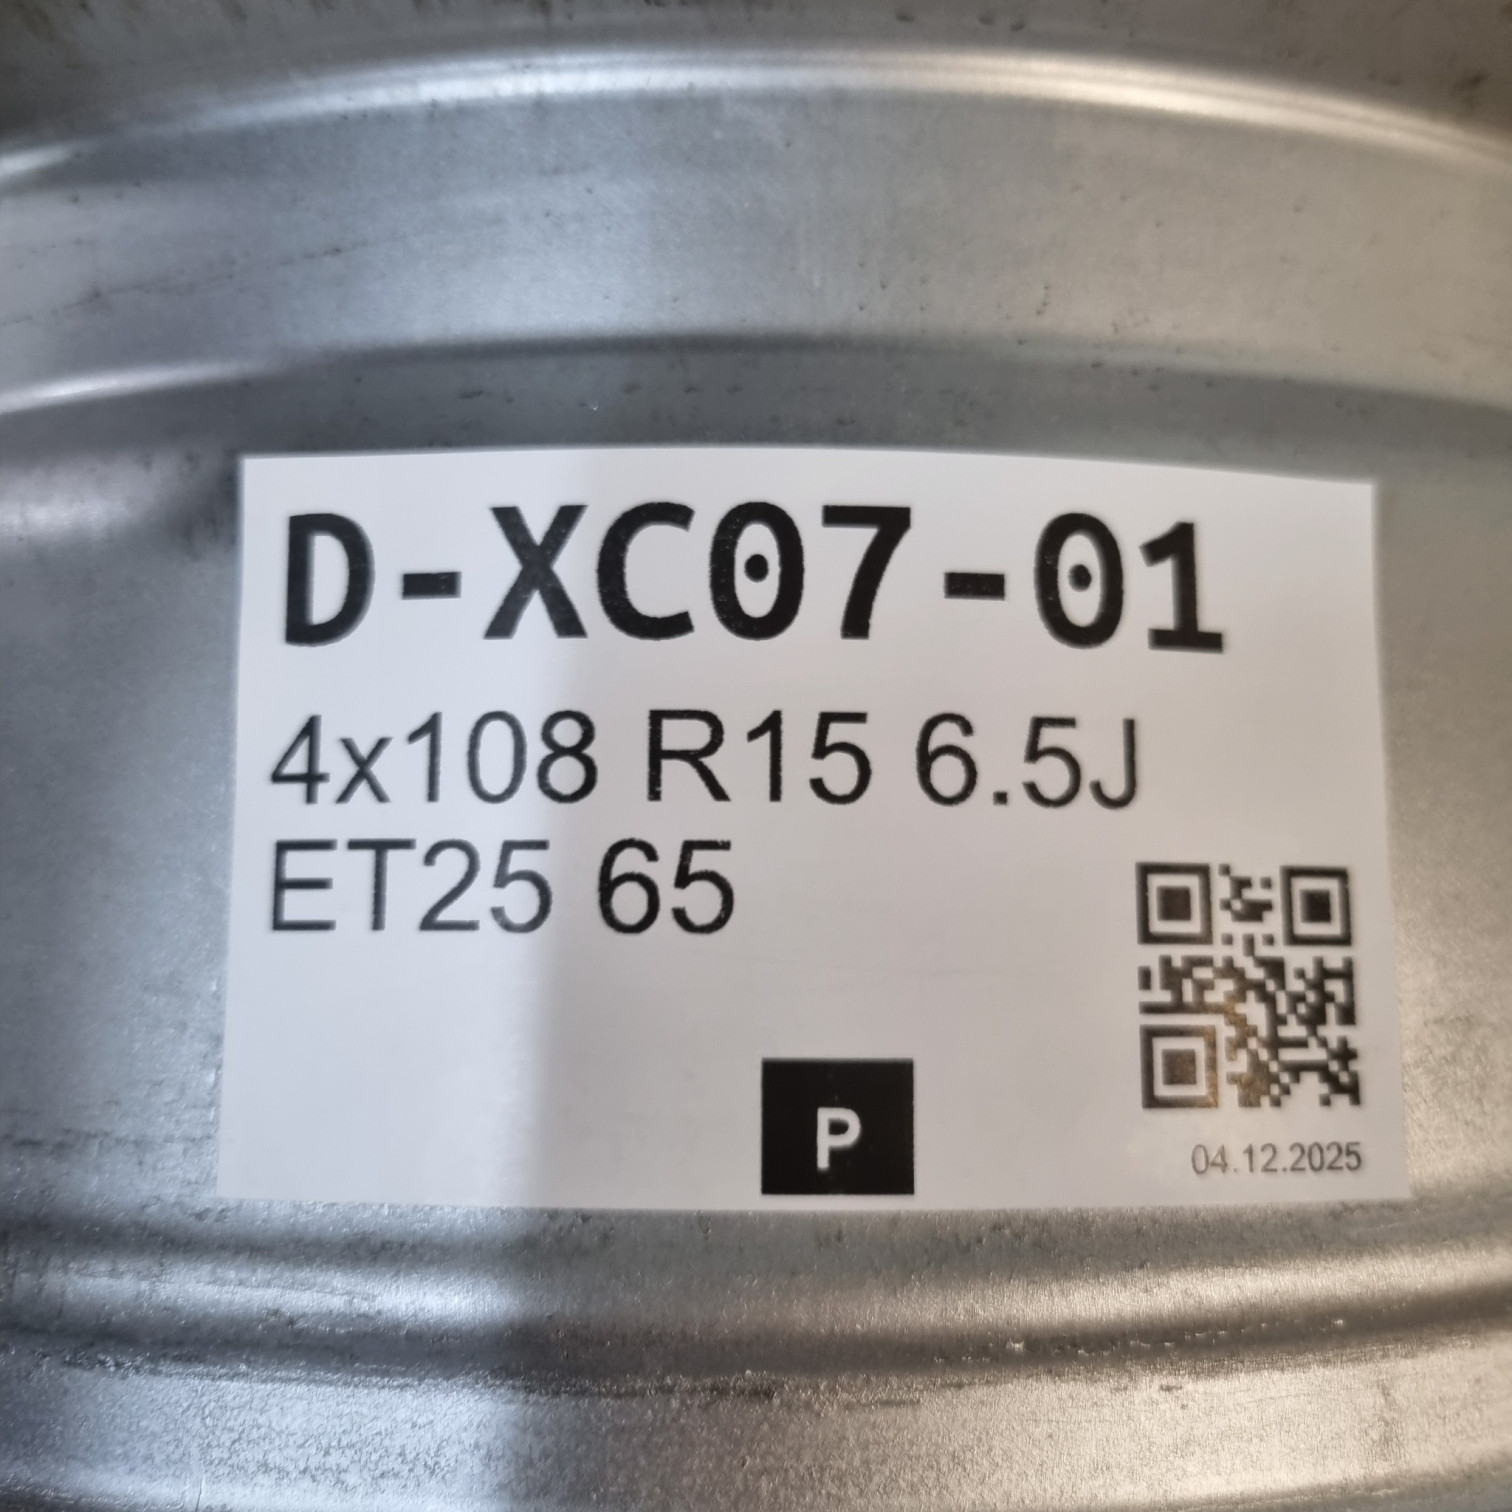 D-XC07-01
4x108 R15 6.5J
ET25 65
P
04.12.2025